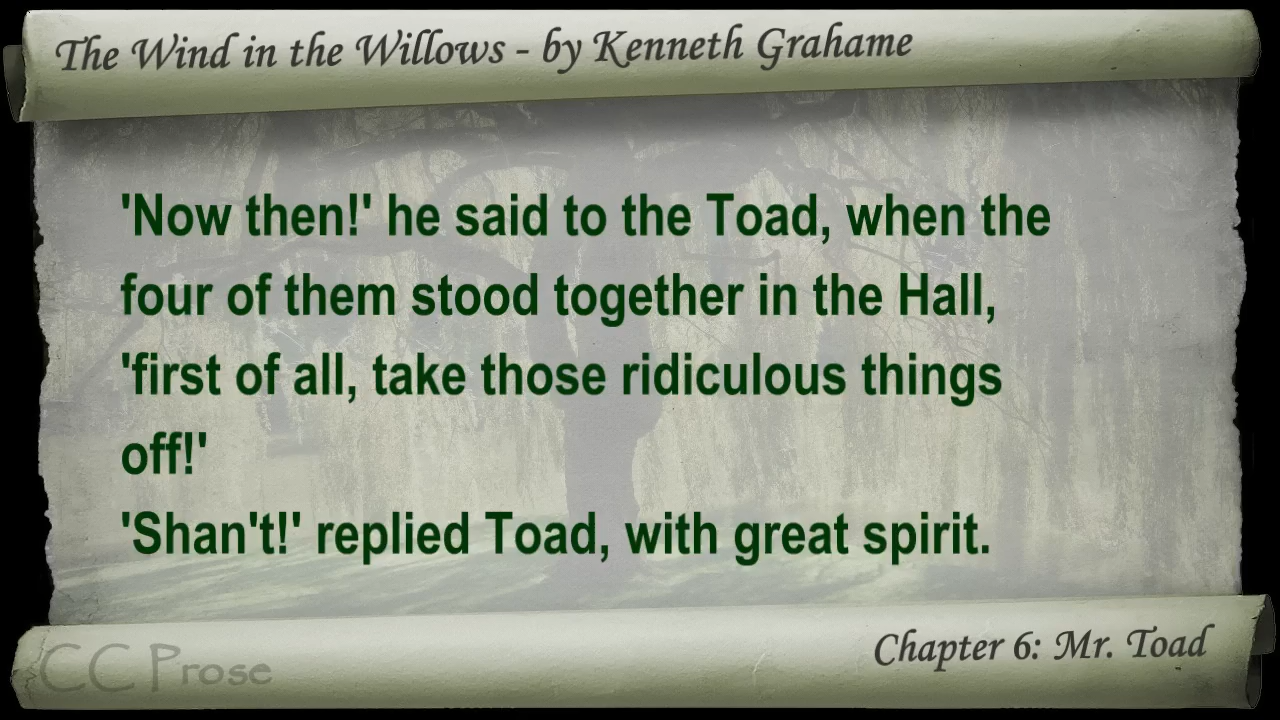 The Wind in the Willows - by Kenneth Grahame
'Now then!' he said to the Toad, when the
four of them stood together in the Hall,
'first of all, take those ridiculous things
off!'
'Shan't!' replied Toad, with great spirit.
CC Prose
Chapter 6: Mr. Toad